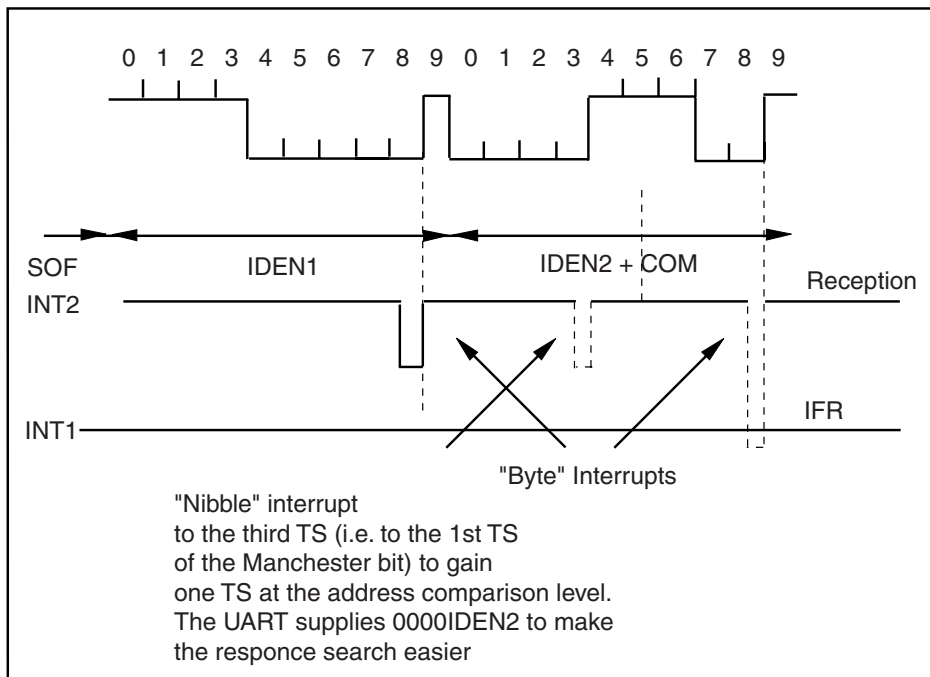 0 1 2 3 4 5 6 7 8 9 0 1 2 3 4 5 6 7 8 9
SOF IDEN1 IDEN2 + COM
INT2 Reception
INT1 IFR
"Byte" Interrupts
"Nibble" interrupt
to the third TS (i.e. to the 1st TS
of the Manchester bit) to gain
one TS at the address comparison level.
The UART supplies 0000IDEN2 to make
the responce search easier